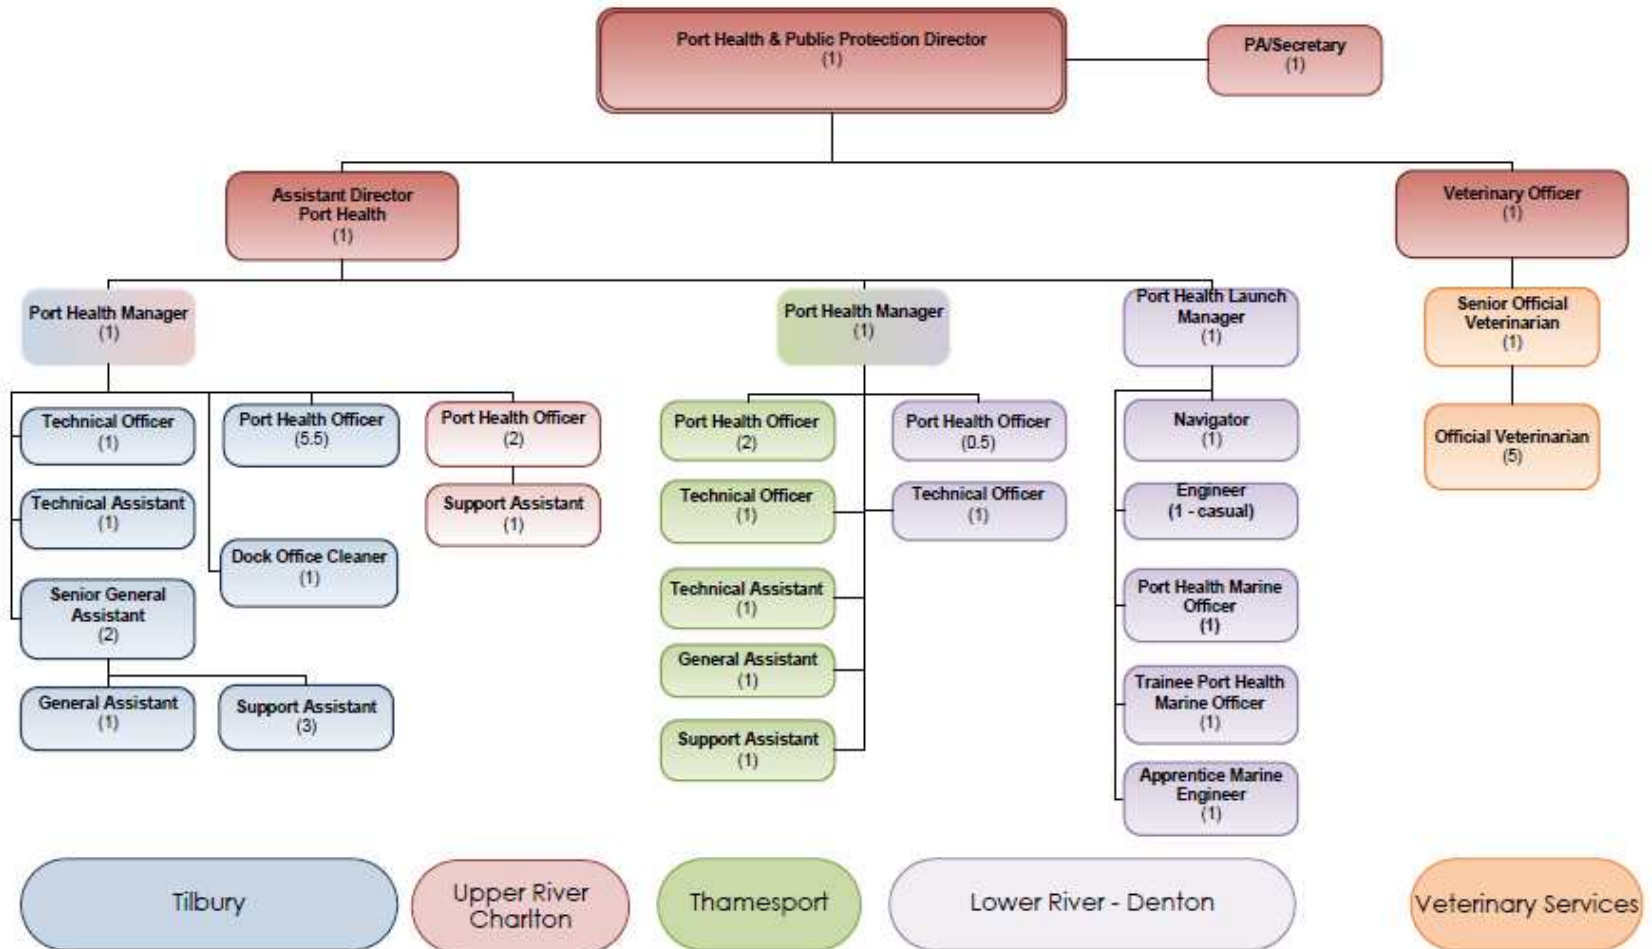 Port Health & Public Protection Director
(1)
PA/Secretary
(1)
Assistant Director
Port Health
(1)
Veterinary Officer
(1)
Port Health Manager
(1)
Port Health Manager
(1)
Port Health Launch
Manager
(1)
Senior Official
Veterinarian
(1)
Technical Officer
(1)
Port Health Officer
(5.5)
Port Health Officer
(2)
Port Health Officer
(2)
Port Health Officer
(0.5)
Navigator
(1)
Official Veterinarian
(5)
Technical Assistant
(1)
Support Assistant
(1)
Technical Officer
(1)
Technical Officer
(1)
Engineer
(1 - casual)
Dock Office Cleaner
(1)
Senior General
Assistant
(2)
Technical Assistant
(1)
Port Health Marine
Officer
(1)
General Assistant
(1)
Support Assistant
(3)
General Assistant
(1)
Trainee Port Health
Marine Officer
(1)
Support Assistant
(1)
Apprentice Marine
Engineer
(1)
Tilbury
Upper River
Charlton
Thamesport
Lower River - Denton
Veterinary Services